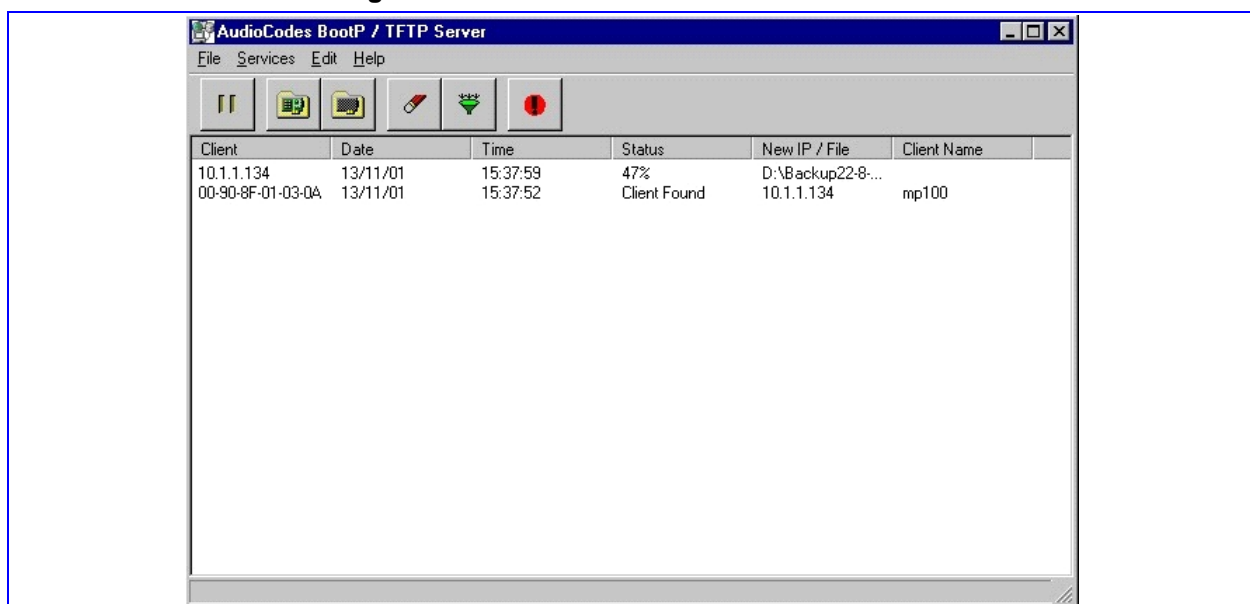 AudioCodes BootP / TFTP Server
File Services Edit Help
Client Date Time Status New IP / File Client Name
10.1.1.134 13/11/01 15:37:59 47% D:\Backup22-8-...
00-90-8F-01-03-0A 13/11/01 15:37:52 Client Found 10.1.1.134 mp100